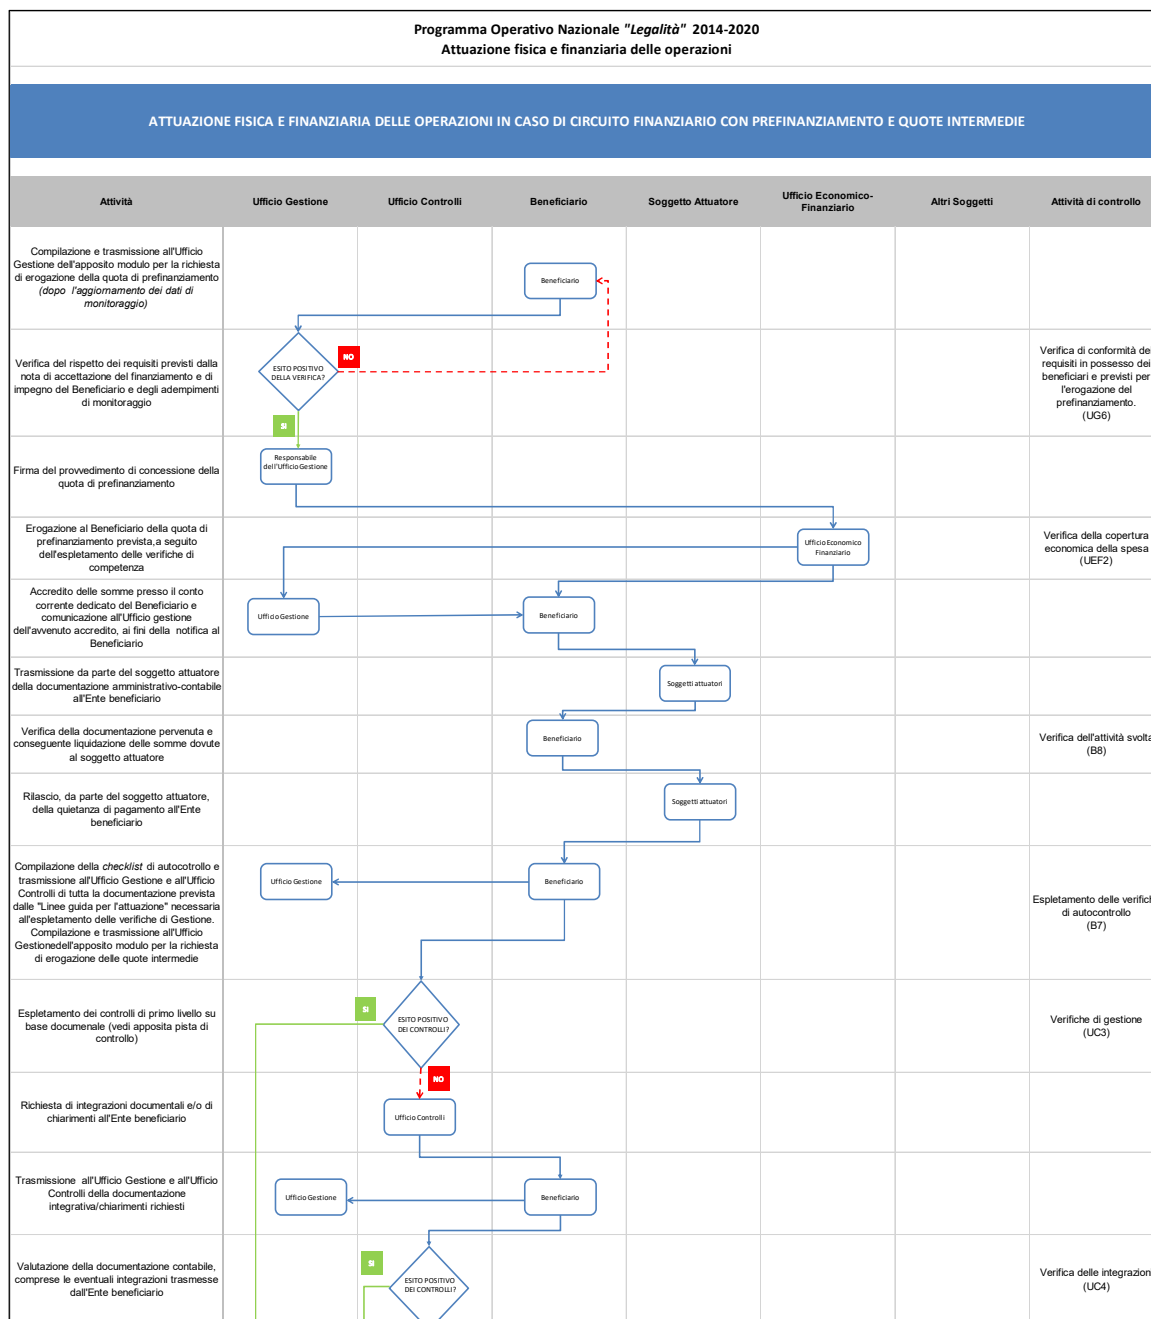 Programma Operativo Nazionale "Legalità" 2014-2020
Attuazione fisica e finanziaria delle operazioni
ATTUAZIONE FISICA E FINANZIARIA DELLE OPERAZIONI IN CASO DI CIRCUITO FINANZIARIO CON PREFINANZIAMENTO E QUOTE INTERMEDIE
Attività
Ufficio Gestione
Ufficio Controlli
Beneficiario
Soggetto Attuatore
Ufficio Economico-
Finanziario
Altri Soggetti
Attività di controllo
Compilazione e trasmissione all'Ufficio
Gestione dell'apposito modulo per la richiesta
di erogazione della quota di prefinanziamento
(dopo l'aggiornamento dei dati di
monitoraggio)
Beneficiario
Verifica del rispetto dei requisiti previsti dalla
nota di accettazione del finanziamento e di
impegno del Beneficiario e degli adempimenti
di monitoraggio
ESITO POSITIVO
DELLA VERIFICA?
NO
SI
Verifica di conformità dei
requisiti in possesso dei
beneficiari e previsti per
l'erogazione del
prefinanziamento.
(UG6)
Firma del provvedimento di concessione della
quota di prefinanziamento
Responsabile
dell'Ufficio Gestione
Erogazione al Beneficiario della quota di
prefinanziamento prevista,a seguito
dell'espletamento delle verifiche di
competenza
Ufficio Economico
Finanziario
Verifica della copertura
economica della spesa
(UEF2)
Accredito delle somme presso il conto
corrente dedicato del Beneficiario e
comunicazione all'Ufficio gestione
dell'avvenuto accredito, ai fini della notifica al
Beneficiario
Ufficio Gestione
Beneficiario
Trasmissione da parte del soggetto attuatore
della documentazione amministrativo-contabile
all'Ente beneficiario
Soggetti attuatori
Verifica della documentazione pervenuta e
conseguente liquidazione delle somme dovute
al soggetto attuatore
Beneficiario
Verifica dell'attività svolta
(B8)
Rilascio, da parte del soggetto attuatore,
della quietanza di pagamento all'Ente
beneficiario
Soggetti attuatori
Compilazione della checklist di autocotrollo e
trasmissione all'Ufficio Gestione e all'Ufficio
Controlli di tutta la documentazione prevista
dalle "Linee guida per l'attuazione" necessaria
all'espletamento delle verifiche di Gestione.
Compilazione e trasmissione all'Ufficio
Gestionedell'apposito modulo per la richiesta
di erogazione delle quote intermedie
Ufficio Gestione
Beneficiario
Espletamento delle verifich
di autocontrollo
(B7)
Espletamento dei controlli di primo livello su
base documenale (vedi apposita pista di
controllo)
SI
ESITO POSITIVO
DEI CONTROLLI?
NO
Verifiche di gestione
(UC3)
Richiesta di integrazioni documentali e/o di
chiarimenti all'Ente beneficiario
Ufficio Controlli
Trasmissione all'Ufficio Gestione e all'Ufficio
Controlli della documentazione
integrativa/chiarimenti richiesti
Ufficio Gestione
Beneficiario
Valutazione della documentazione contabile,
comprese le eventuali integrazioni trasmesse
dall'Ente beneficiario
SI
ESITO POSITIVO
DEI CONTROLLI?
Verifica delle integrazion
(UC4)